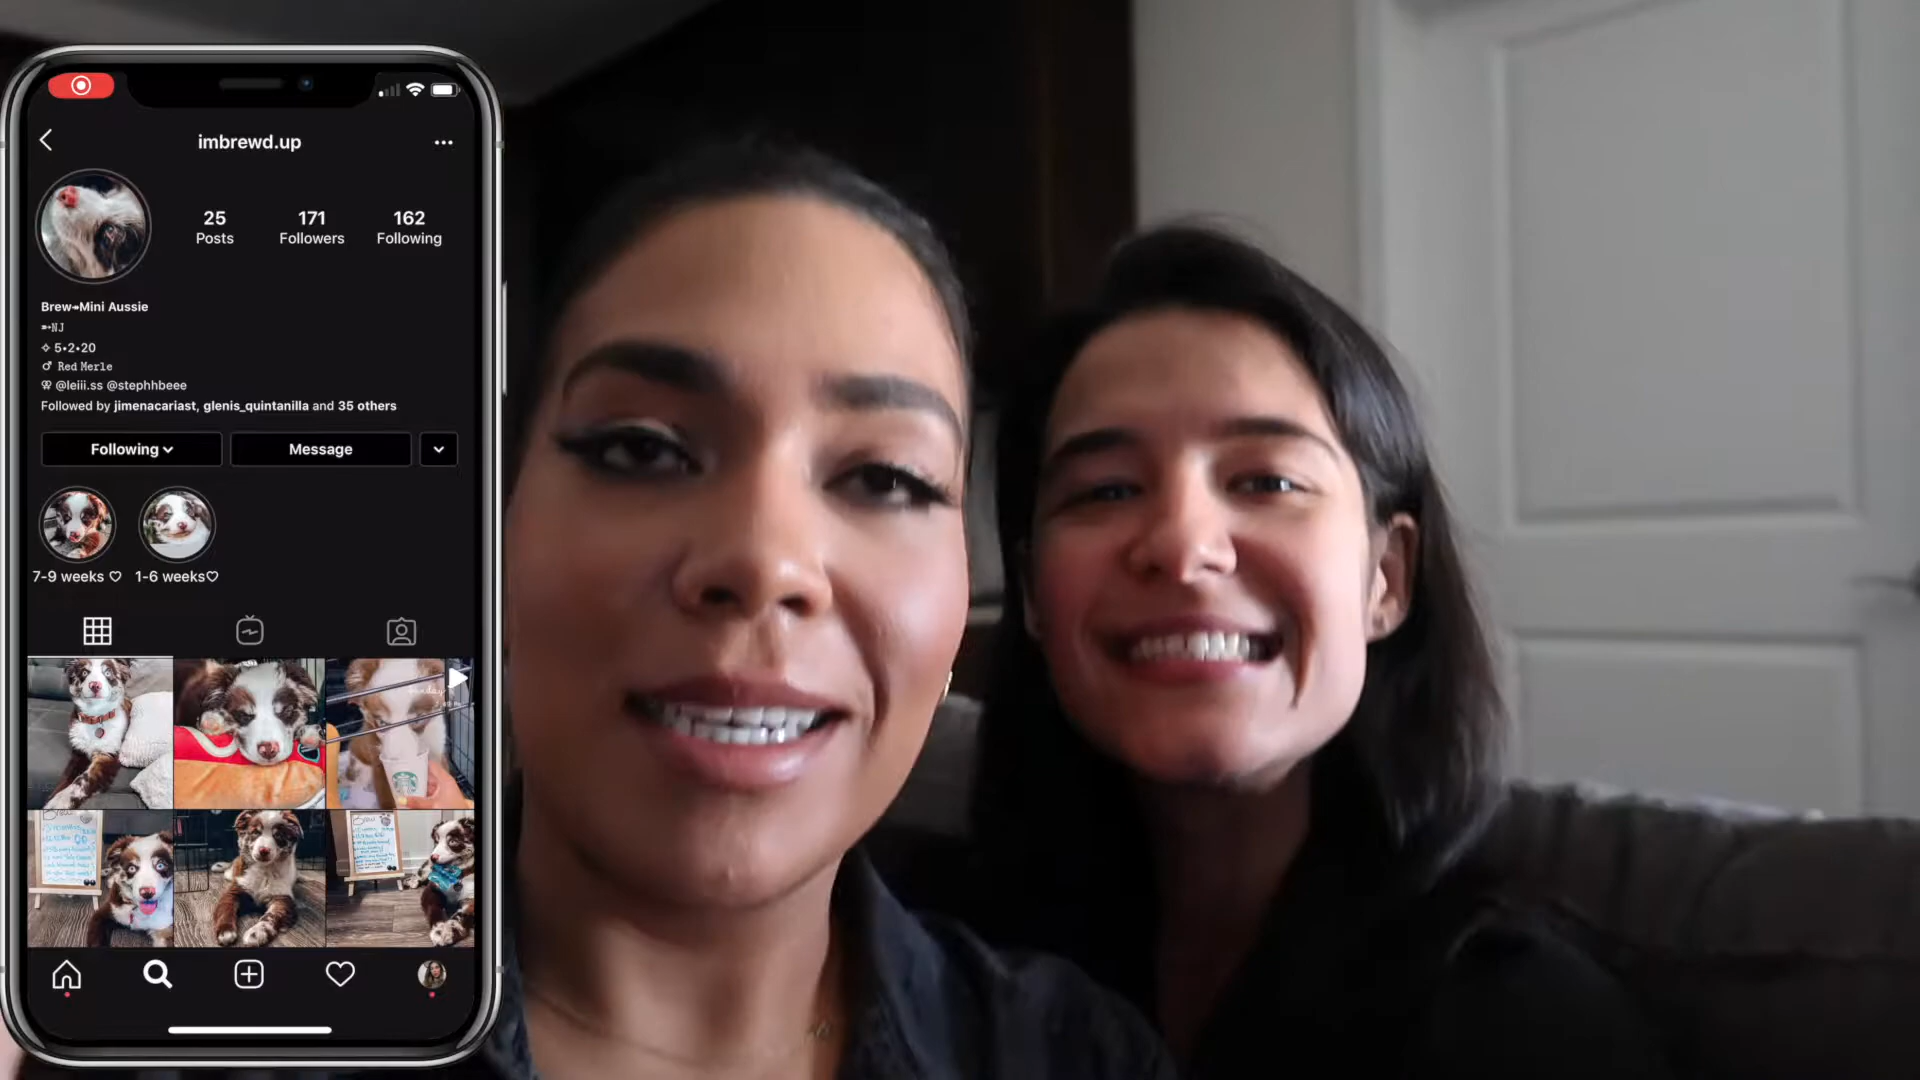 imbrewd.up
25
171
162
Posts
Followers
Following
Brew➻Mini Aussie
➻NJ
✧ 5•2•20
♂ Red Merle
⚢ @leiii.ss @stephhbeee
Followed by jimenacariast, glenis_quintanilla and 35 others
Following
Message
7-9 weeks ♡
1-6 weeks♡
Brew